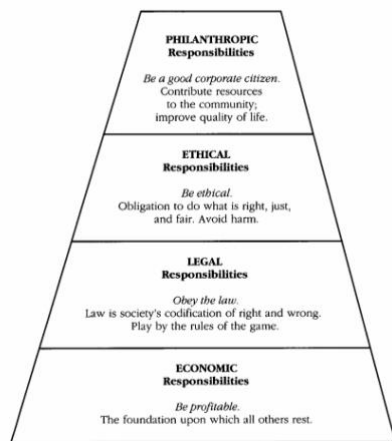 PHILANTHROPIC
Responsibilities
Be a good corporate citizen.
Contribute resources
to the community;
improve quality of life.
ETHICAL
Responsibilities
Be ethical.
Obligation to do what is right, just,
and fair. Avoid harm.
LEGAL
Responsibilities
Obey the law.
Law is society's codification of right and wrong.
Play by the rules of the game.
ECONOMIC
Responsibilities
Be profitable.
The foundation upon which all others rest.